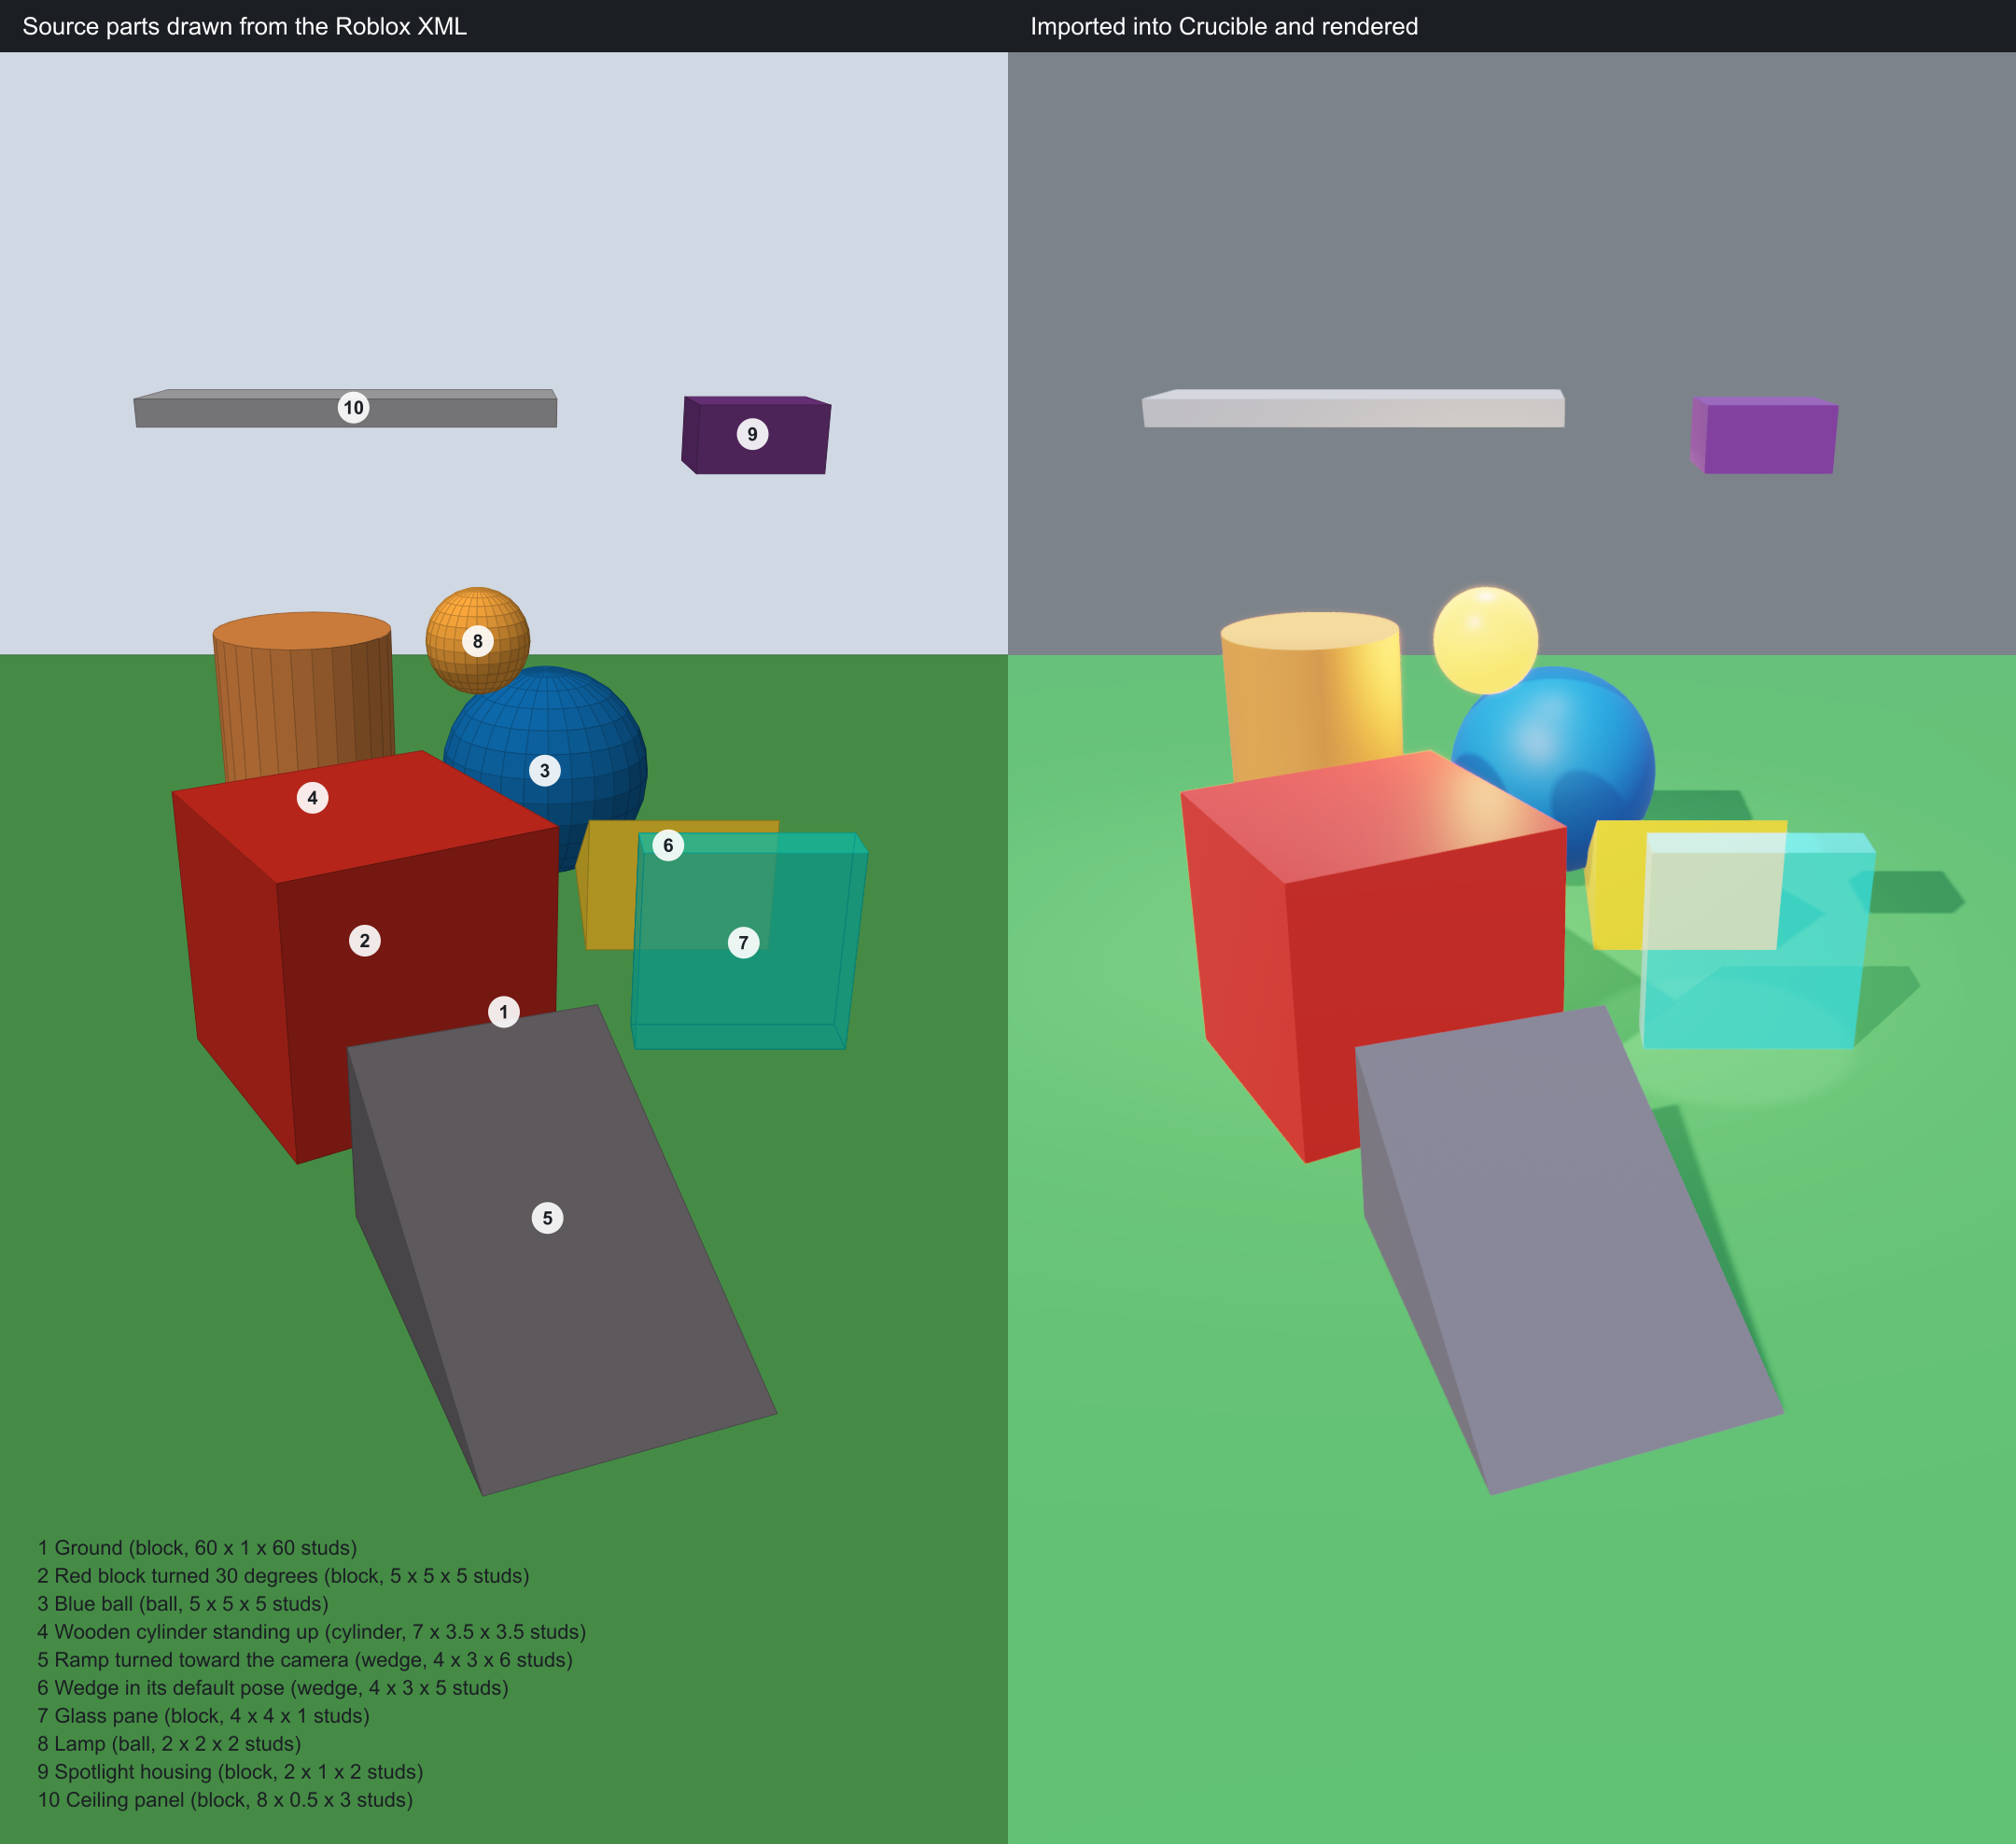 Source parts drawn from the Roblox XML
Imported into Crucible and rendered
10
9
8
3
4
6
2
7
1
5
1 Ground (block, 60 x 1 x 60 studs)
2 Red block turned 30 degrees (block, 5 x 5 x 5 studs)
3 Blue ball (ball, 5 x 5 x 5 studs)
4 Wooden cylinder standing up (cylinder, 7 x 3.5 x 3.5 studs)
5 Ramp turned toward the camera (wedge, 4 x 3 x 6 studs)
6 Wedge in its default pose (wedge, 4 x 3 x 5 studs)
7 Glass pane (block, 4 x 4 x 1 studs)
8 Lamp (ball, 2 x 2 x 2 studs)
9 Spotlight housing (block, 2 x 1 x 2 studs)
10 Ceiling panel (block, 8 x 0.5 x 3 studs)